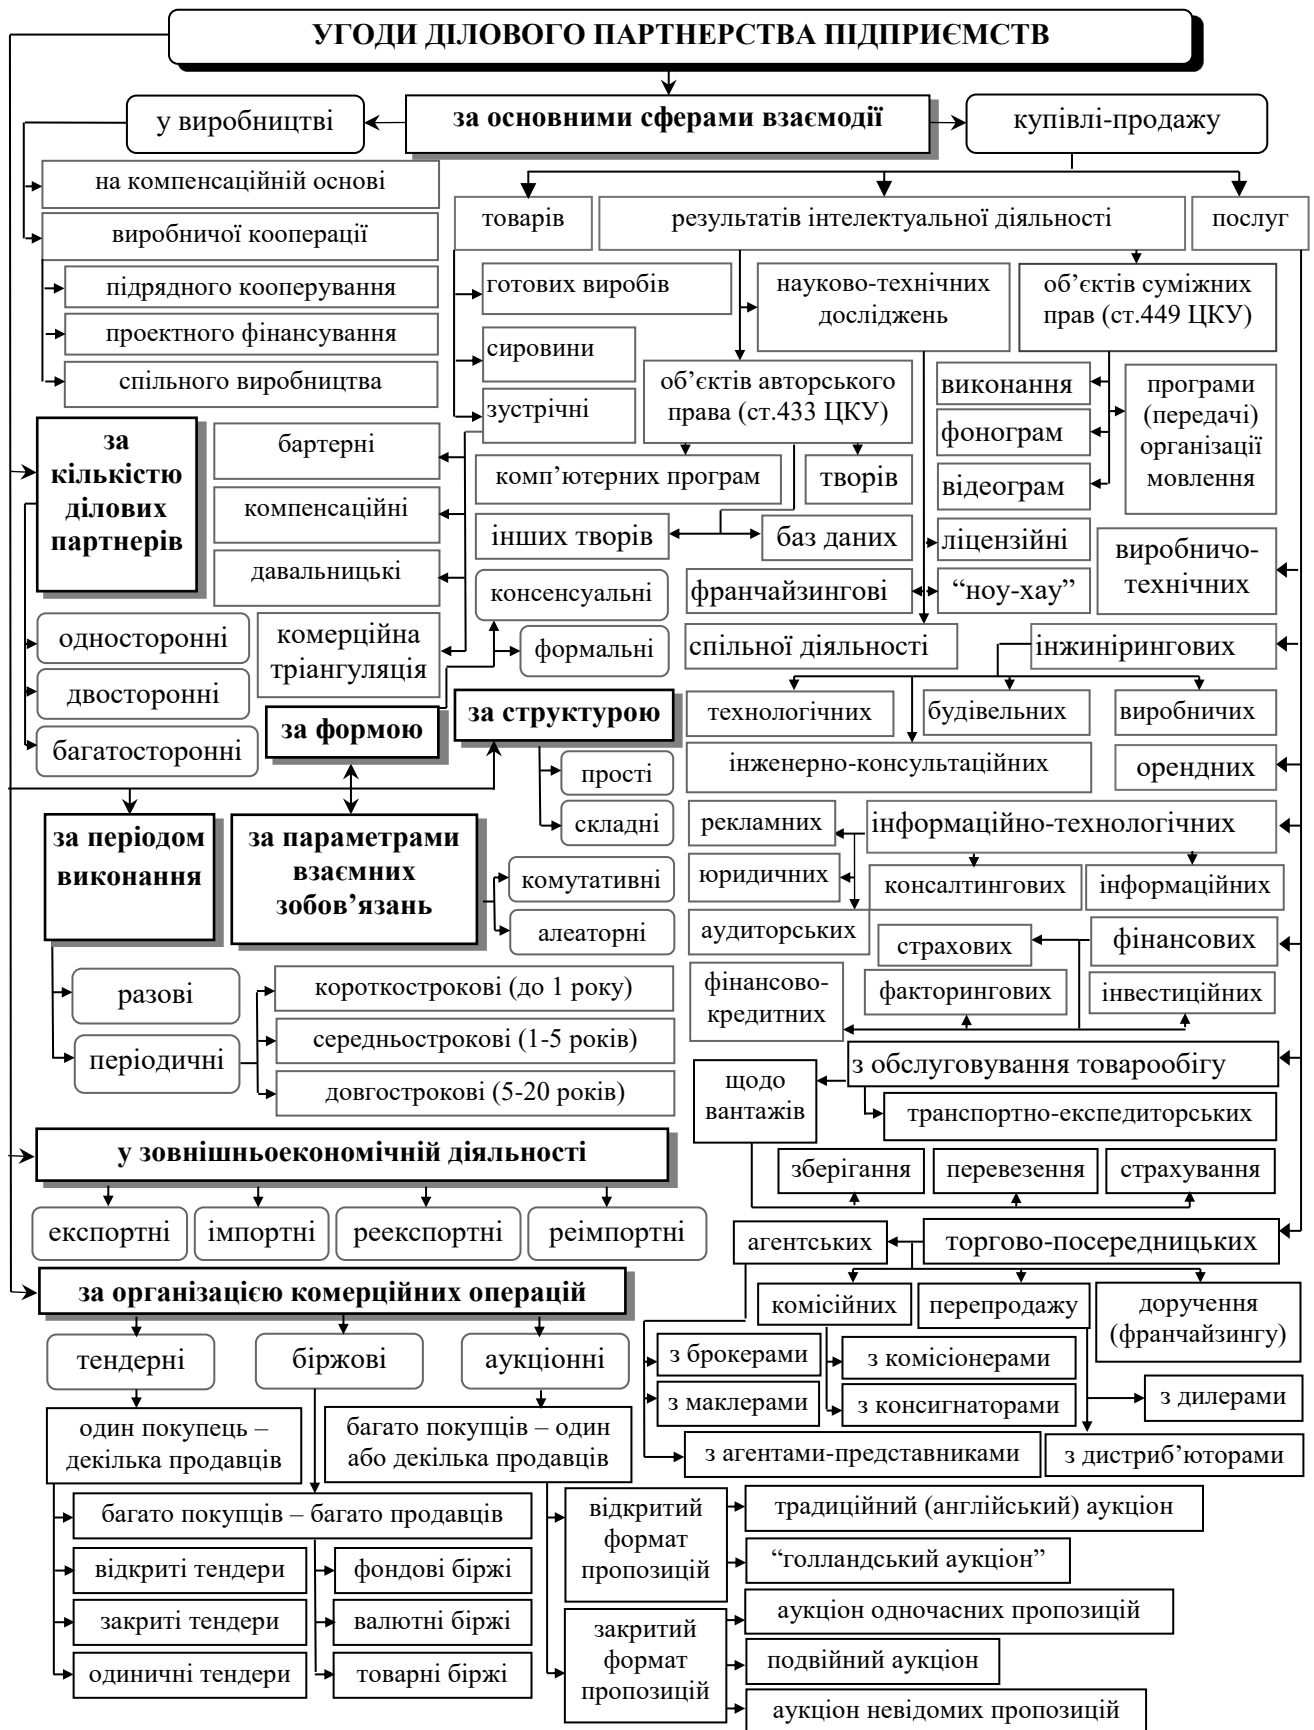 УГОДИ ДІЛОВОГО ПАРТНЕРСТВА ПІДПРИЄМСТВ
у виробництві
за основними сферами взаємодії
купівлі-продажу
на компенсаційній основі
виробничої кооперації
підрядного кооперування
проектного фінансування
спільного виробництва
товарів
результатів інтелектуальної діяльності
послуг
готових виробів
сировини
зустрічні
науково-технічних
досліджень
об’єктів суміжних
прав (ст.449 ЦКУ)
об’єктів авторського
права (ст.433 ЦКУ)
виконання
фонограм
відеограм
програми
(передачі)
організації
мовлення
за
кількістю
ділових
партнерів
бартерні
компенсаційні
давальницькі
комерційна
тріангуляція
комп’ютерних програм
творів
інших творів
баз даних
ліцензійні
“ноу-хау”
франчайзингові
спільної діяльності
виробничо-
технічних
інжинірингових
консенсуальні
формальні
односторонні
двосторонні
багатосторонні
за формою
за структурою
прості
складні
технологічних
будівельних
виробничих
інженерно-консультаційних
орендних
за періодом
виконання
за параметрами
взаємних
зобов’язань
комутативні
алеаторні
рекламних
інформаційно-технологічних
юридичних
консалтингових
інформаційних
аудиторських
страхових
фінансових
фінансово-
кредитних
факторингових
інвестиційних
разові
періодичні
короткострокові (до 1 року)
середньострокові (1-5 років)
довгострокові (5-20 років)
щодо
вантажів
з обслуговування товарообігу
транспортно-експедиторських
зберігання
перевезення
страхування
у зовнішньоекономічній діяльності
експортні
імпортні
реекспортні
реімпортні
агентських
торгово-посередницьких
комісійних
перепродажу
доручення
(франчайзингу)
за організацією комерційних операцій
тендерні
біржові
аукціонні
з брокерами
з комісіонерами
з маклерами
з консигнаторами
з дилерами
з агентами-представниками
з дистриб’юторами
один покупець –
декілька продавців
багато покупців – один
або декілька продавців
багато покупців – багато продавців
відкриті тендери
закриті тендери
одиничні тендери
фондові біржі
валютні біржі
товарні біржі
відкритий
формат
пропозицій
традиційний (англійський) аукціон
“голландський аукціон”
закритий
формат
пропозицій
аукціон одночасних пропозицій
подвійний аукціон
аукціон невідомих пропозицій